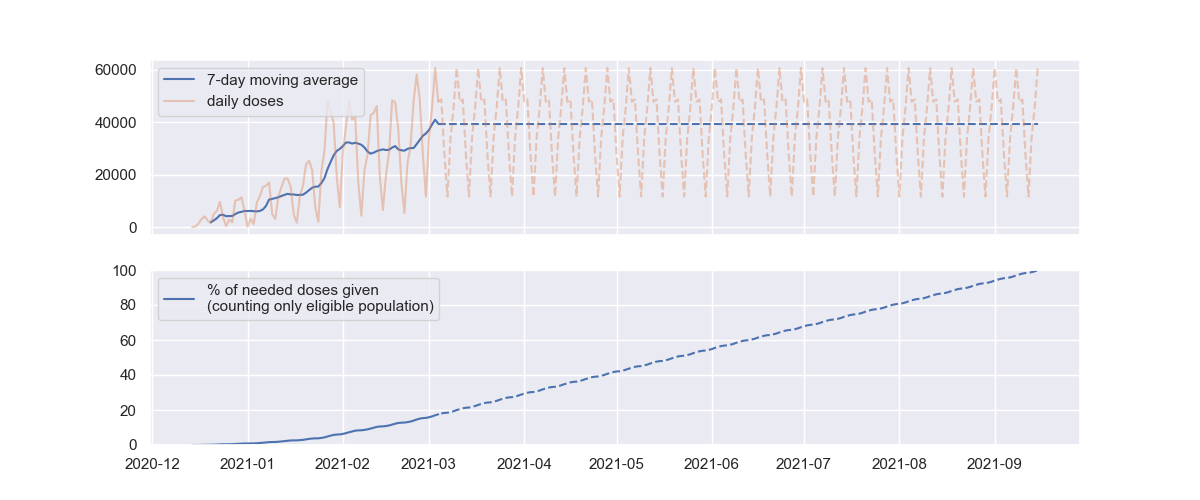 60000
40000
20000
0
7-day moving average
daily doses
100
80
60
40
20
0
% of needed doses given
(counting only eligible population)
2020-12 2021-01 2021-02 2021-03 2021-04 2021-05 2021-06 2021-07 2021-08 2021-09